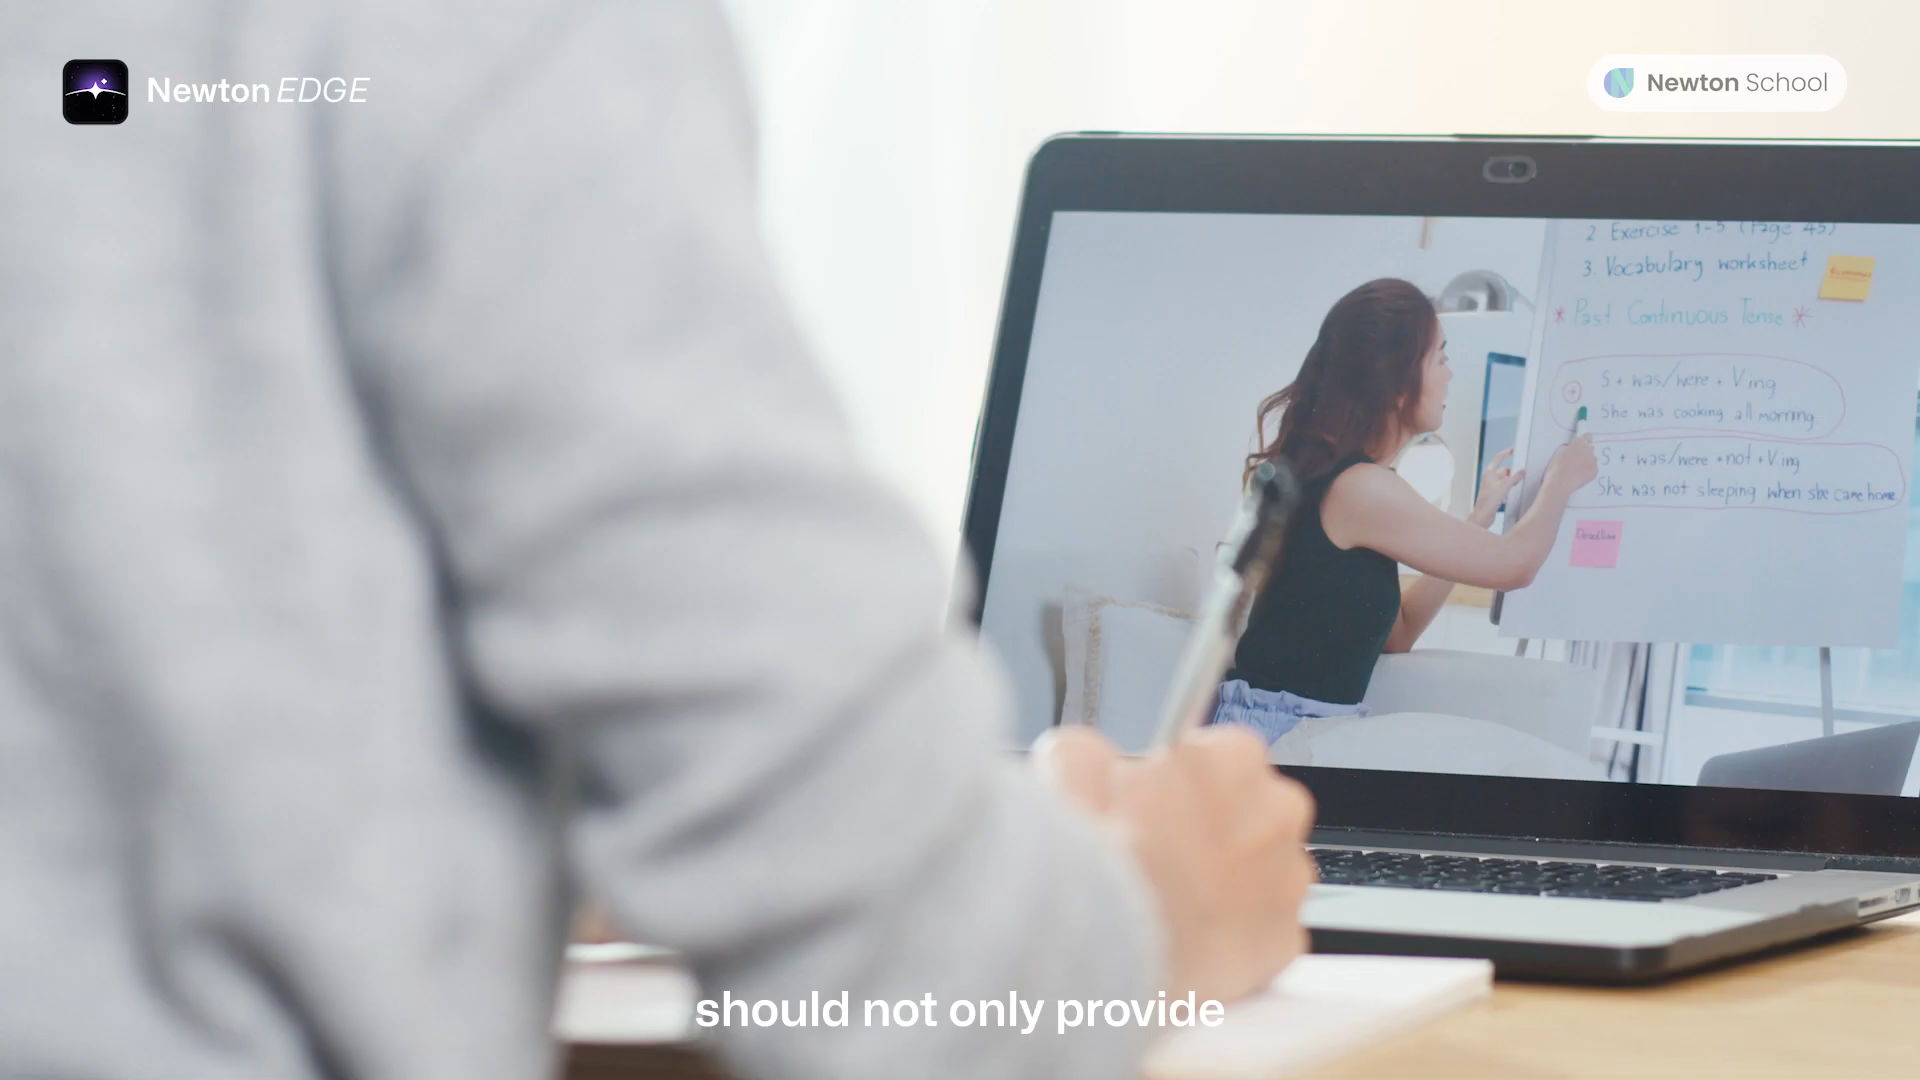 Newton EDGE
Newton School
2. Exercise 1-5 (Page 45)
3. Vocabulary worksheet
* Past Continuous Tense *
+ S + was/were + Ving
She was cooking all morning
S + was/were + not + Ving
She was not sleeping when she came home
Deadline
should not only provide